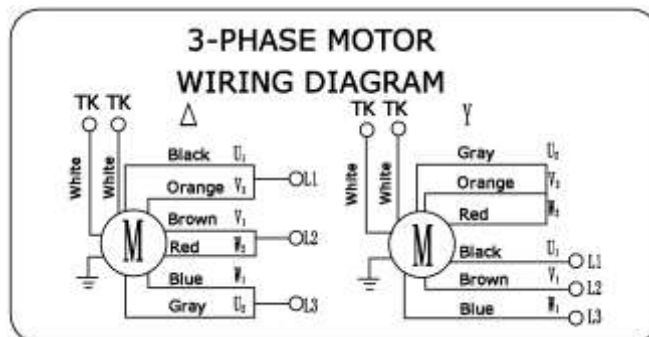 3-PHASE MOTOR
WIRING DIAGRAM
TK TK Δ
White White
Black U₁
Orange V₂ L1
Brown V₁
Red W₂ L2
Blue W₁
Gray U₂ L3
M
TK TK Y
White White
Gray U₂
Orange V₂
Red W₂
Black U₁ L1
Brown V₁ L2
Blue W₁ L3
M